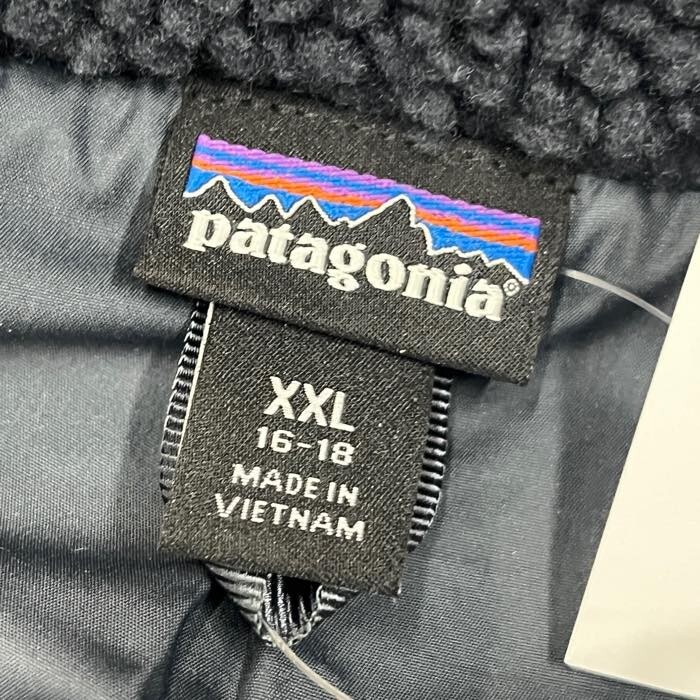 patagonia®
XXL
16-18
MADE IN
VIETNAM